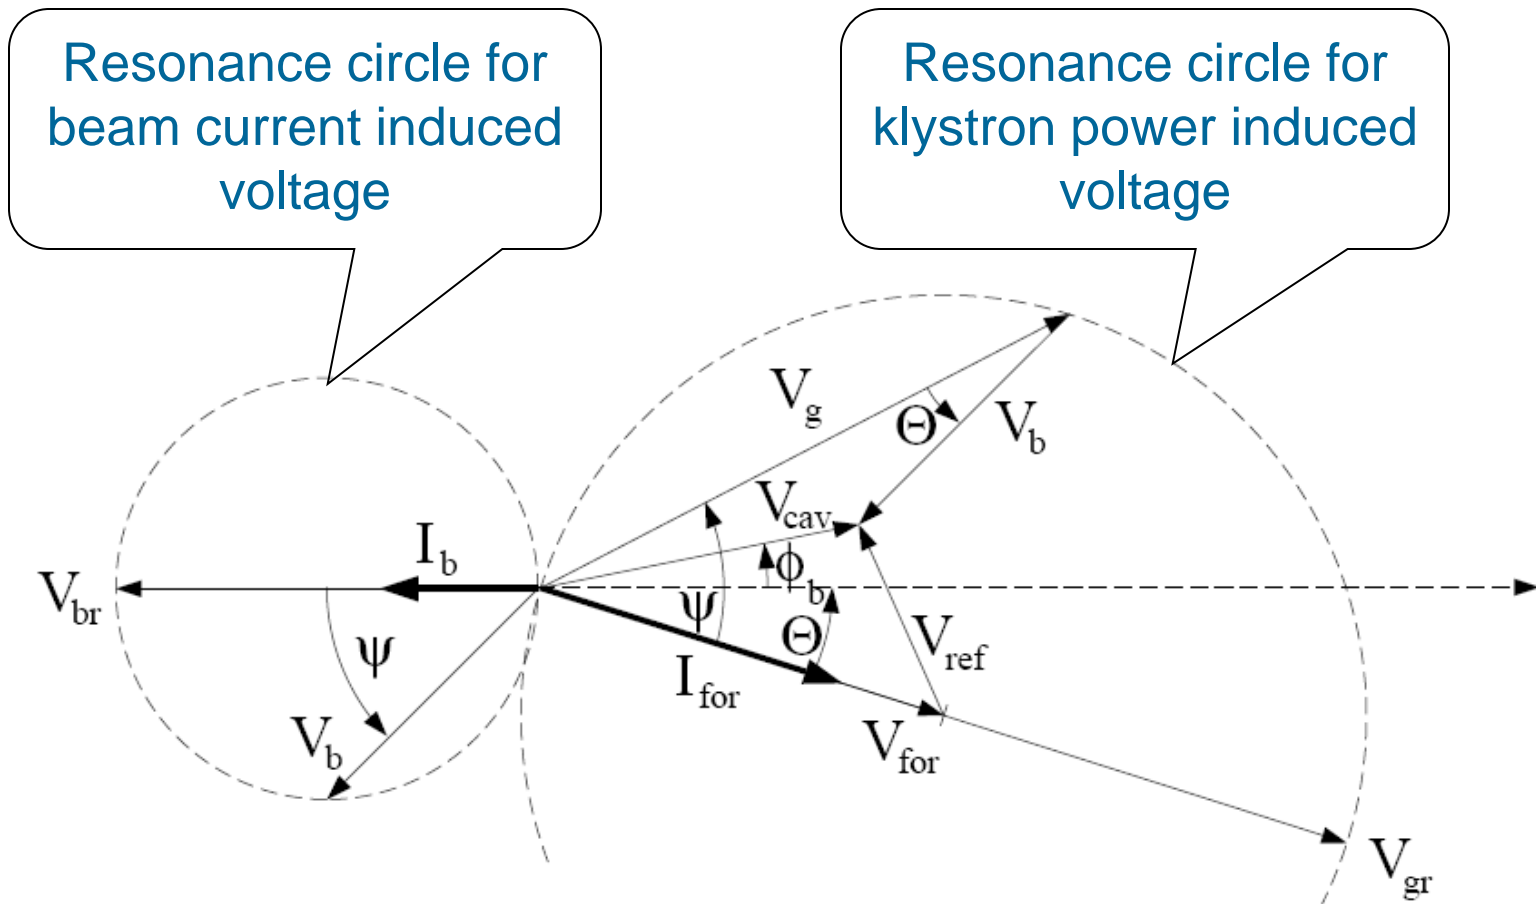 Resonance circle for
beam current induced
voltage
Resonance circle for
klystron power induced
voltage
V_g
Θ
V_b
V_cav
I_b
ϕ_b
V_br
ψ
Θ
V_ref
ψ
I_for
V_b
V_for
V_gr